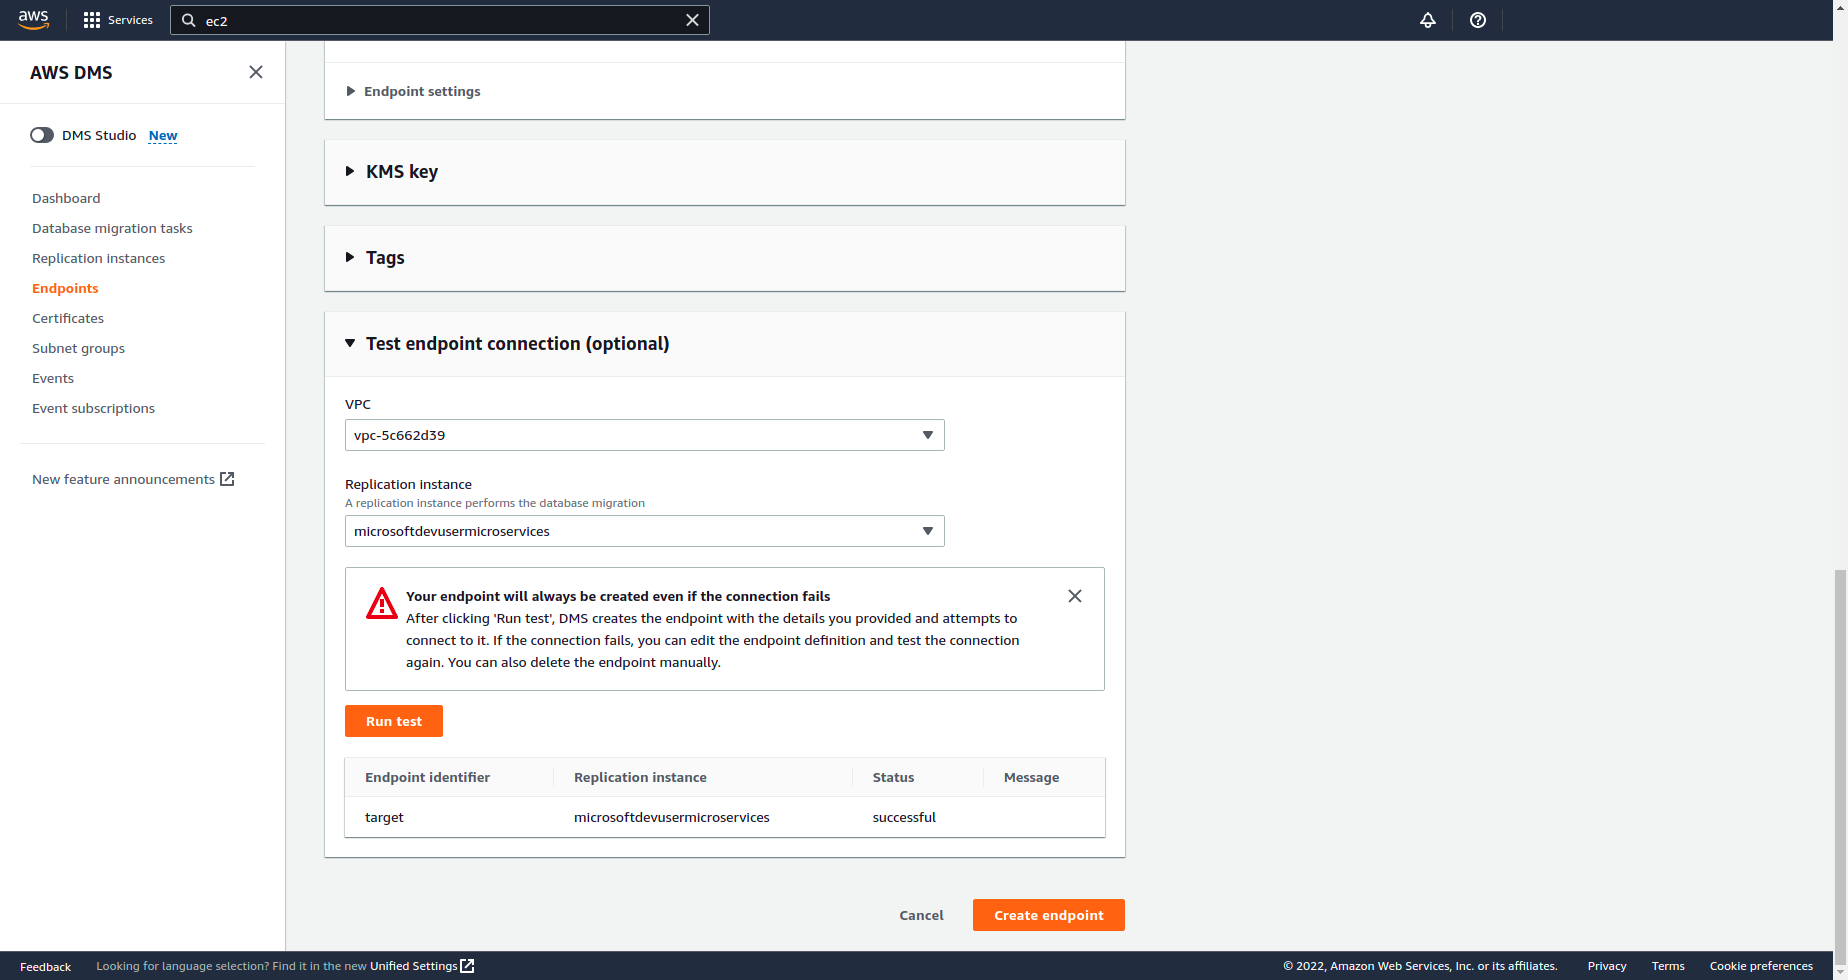 aws
Services
ec2
AWS DMS
DMS Studio New
Dashboard
Database migration tasks
Replication instances
Endpoints
Certificates
Subnet groups
Events
Event subscriptions
New feature announcements
Endpoint settings
KMS key
Tags
Test endpoint connection (optional)
VPC
vpc-5c662d39
Replication instance
A replication instance performs the database migration
microsoftdevusermicroservices
Your endpoint will always be created even if the connection fails
After clicking 'Run test', DMS creates the endpoint with the details you provided and attempts to
connect to it. If the connection fails, you can edit the endpoint definition and test the connection
again. You can also delete the endpoint manually.
Run test
Endpoint identifier Replication instance Status Message
target microsoftdevusermicroservices successful
Cancel Create endpoint
Feedback Looking for language selection? Find it in the new Unified Settings © 2022, Amazon Web Services, Inc. or its affiliates. Privacy Terms Cookie preferences